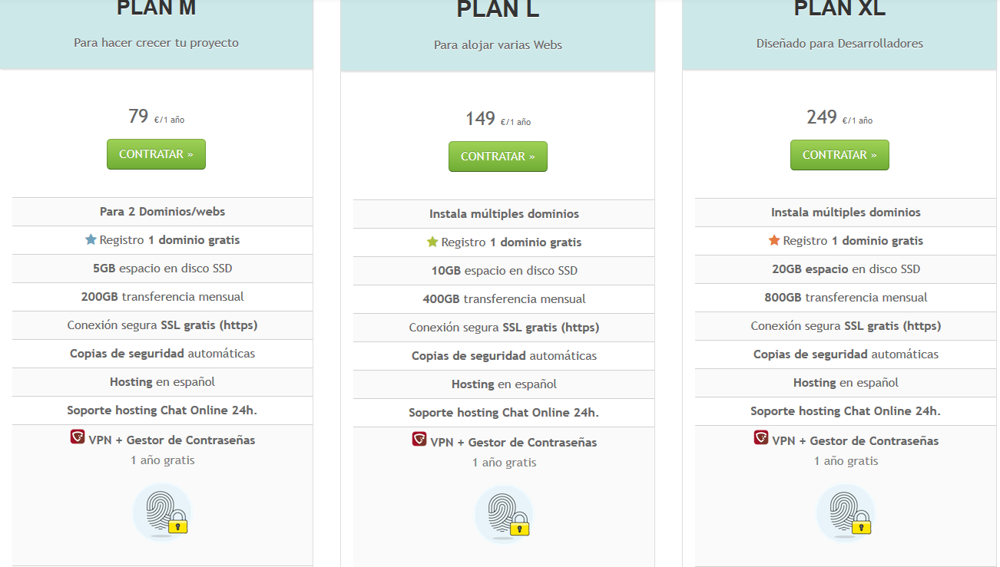 PLAN M
Para hacer crecer tu proyecto
79 €/1 año
CONTRATAR »
Para 2 Dominios/webs
Registro 1 dominio gratis
5GB espacio en disco SSD
200GB transferencia mensual
Conexión segura SSL gratis (https)
Copias de seguridad automáticas
Hosting en español
Soporte hosting Chat Online 24h.
VPN + Gestor de Contraseñas
1 año gratis
PLAN L
Para alojar varias Webs
149 €/1 año
CONTRATAR »
Instala múltiples dominios
Registro 1 dominio gratis
10GB espacio en disco SSD
400GB transferencia mensual
Conexión segura SSL gratis (https)
Copias de seguridad automáticas
Hosting en español
Soporte hosting Chat Online 24h.
VPN + Gestor de Contraseñas
1 año gratis
PLAN XL
Diseñado para Desarrolladores
249 €/1 año
CONTRATAR »
Instala múltiples dominios
Registro 1 dominio gratis
20GB espacio en disco SSD
800GB transferencia mensual
Conexión segura SSL gratis (https)
Copias de seguridad automáticas
Hosting en español
Soporte hosting Chat Online 24h.
VPN + Gestor de Contraseñas
1 año gratis